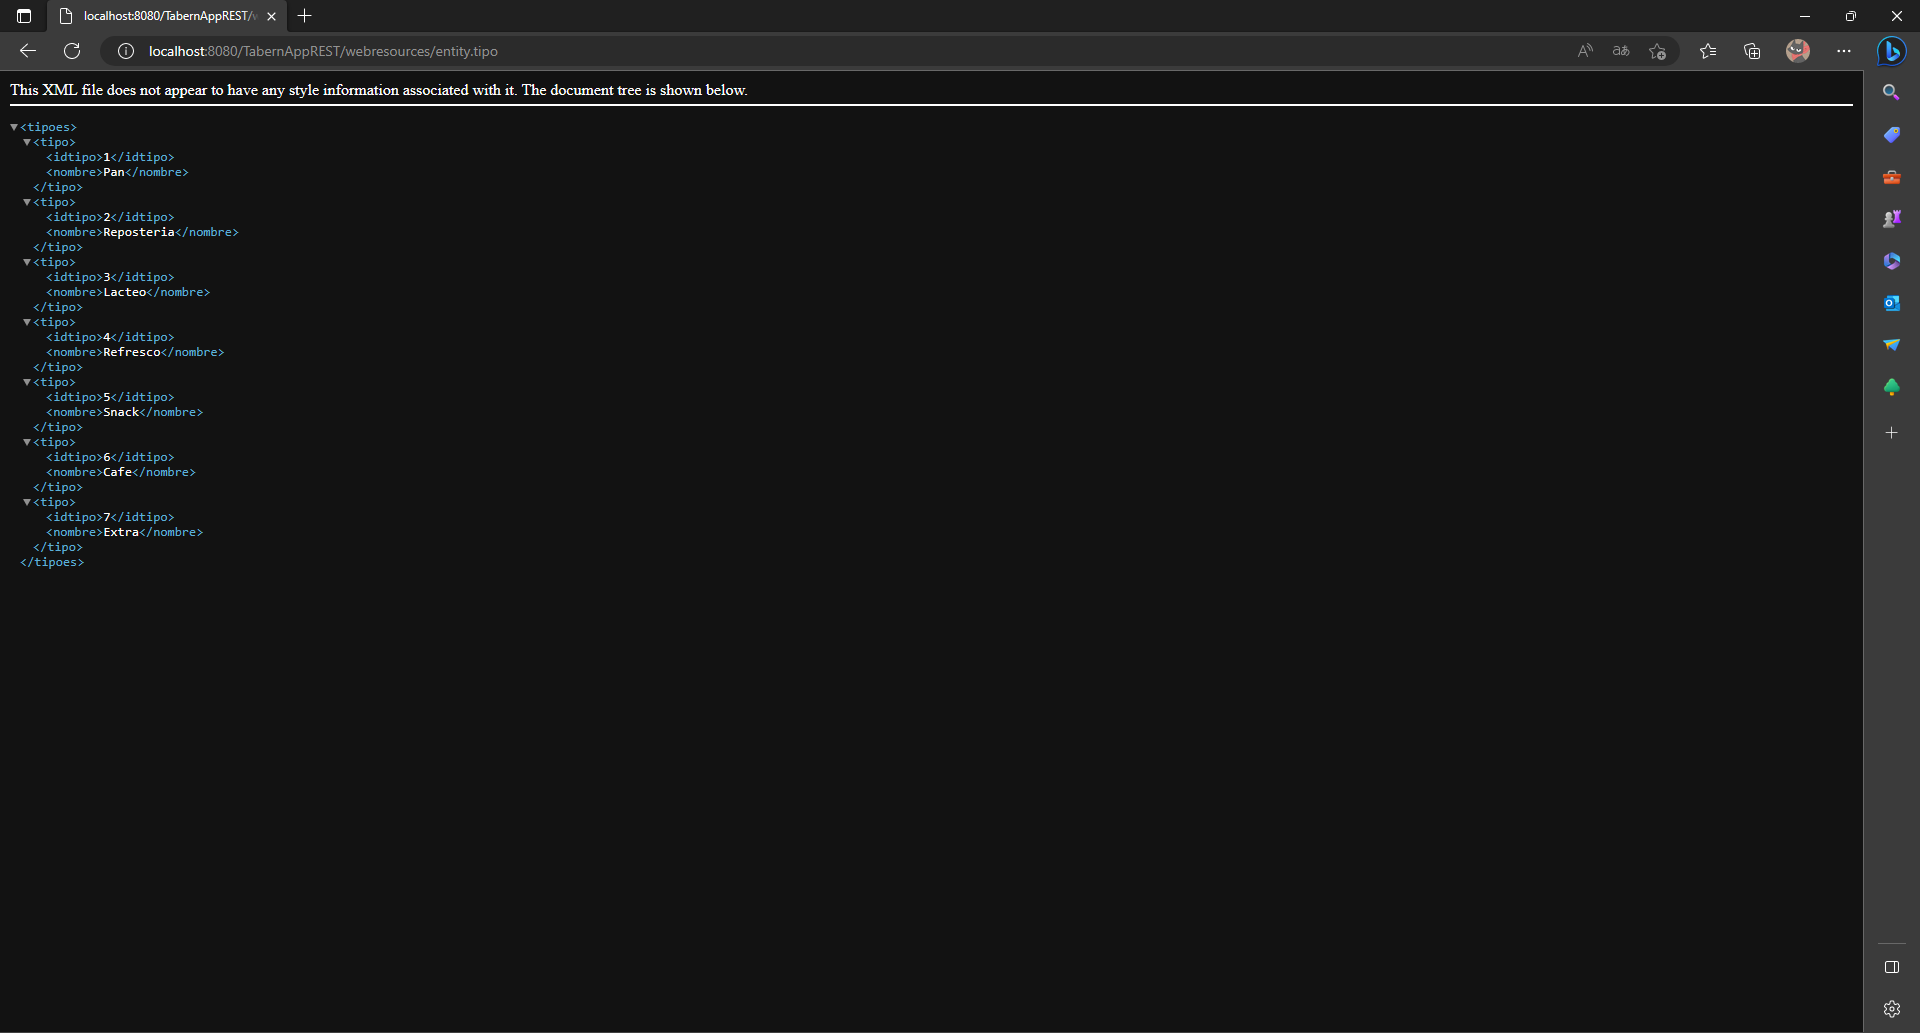 localhost:8080/TabernAppREST/w
localhost:8080/TabernAppREST/webresources/entity.tipo
This XML file does not appear to have any style information associated with it. The document tree is shown below.
<tipoes>
<tipo>
<idtipo>1</idtipo>
<nombre>Pan</nombre>
</tipo>
<tipo>
<idtipo>2</idtipo>
<nombre>Reposteria</nombre>
</tipo>
<tipo>
<idtipo>3</idtipo>
<nombre>Lacteo</nombre>
</tipo>
<tipo>
<idtipo>4</idtipo>
<nombre>Refresco</nombre>
</tipo>
<tipo>
<idtipo>5</idtipo>
<nombre>Snack</nombre>
</tipo>
<tipo>
<idtipo>6</idtipo>
<nombre>Cafe</nombre>
</tipo>
<tipo>
<idtipo>7</idtipo>
<nombre>Extra</nombre>
</tipo>
</tipoes>